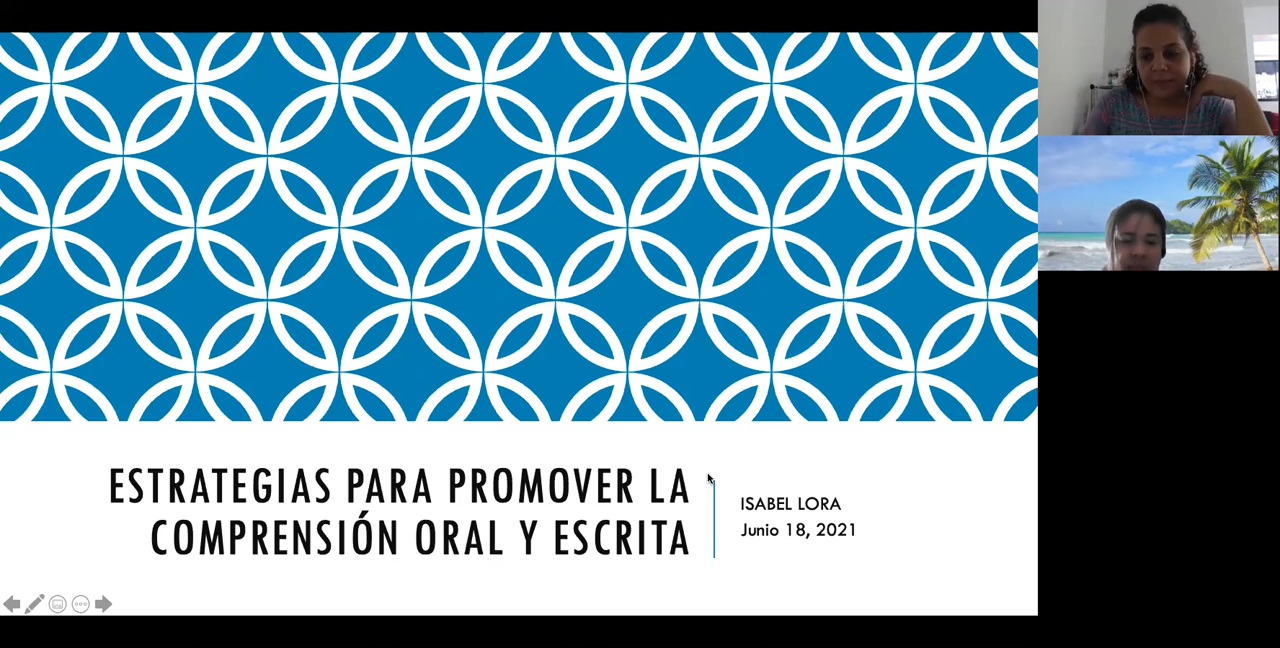 ESTRATEGIAS PARA PROMOVER LA
COMPRENSIÓN ORAL Y ESCRITA
ISABEL LORA
Junio 18, 2021